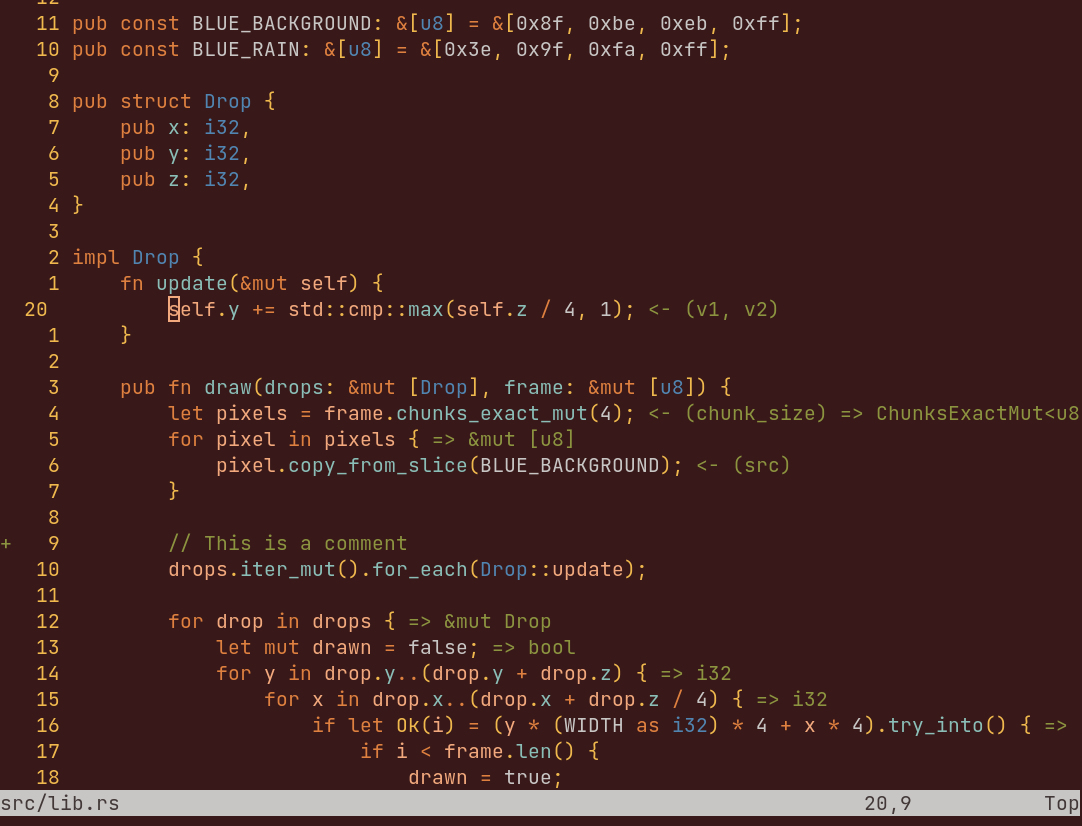 12
11 pub const BLUE_BACKGROUND: &[u8] = &[0x8f, 0xbe, 0xeb, 0xff];
10 pub const BLUE_RAIN: &[u8] = &[0x3e, 0x9f, 0xfa, 0xff];
9
8 pub struct Drop {
7     pub x: i32,
6     pub y: i32,
5     pub z: i32,
4 }
3
2 impl Drop {
1     fn update(&mut self) {
20         self.y += std::cmp::max(self.z / 4, 1); <- (v1, v2)
1     }
2
3     pub fn draw(drops: &mut [Drop], frame: &mut [u8]) {
4         let pixels = frame.chunks_exact_mut(4); <- (chunk_size) => ChunksExactMut<u8
5         for pixel in pixels { => &mut [u8]
6             pixel.copy_from_slice(BLUE_BACKGROUND); <- (src)
7         }
8
+ 9         // This is a comment
10         drops.iter_mut().for_each(Drop::update);
11
12         for drop in drops { => &mut Drop
13             let mut drawn = false; => bool
14             for y in drop.y..(drop.y + drop.z) { => i32
15                 for x in drop.x..(drop.x + drop.z / 4) { => i32
16                     if let Ok(i) = (y * (WIDTH as i32) * 4 + x * 4).try_into() { =>
17                         if i < frame.len() {
18                             drawn = true;
src/lib.rs 20,9 Top